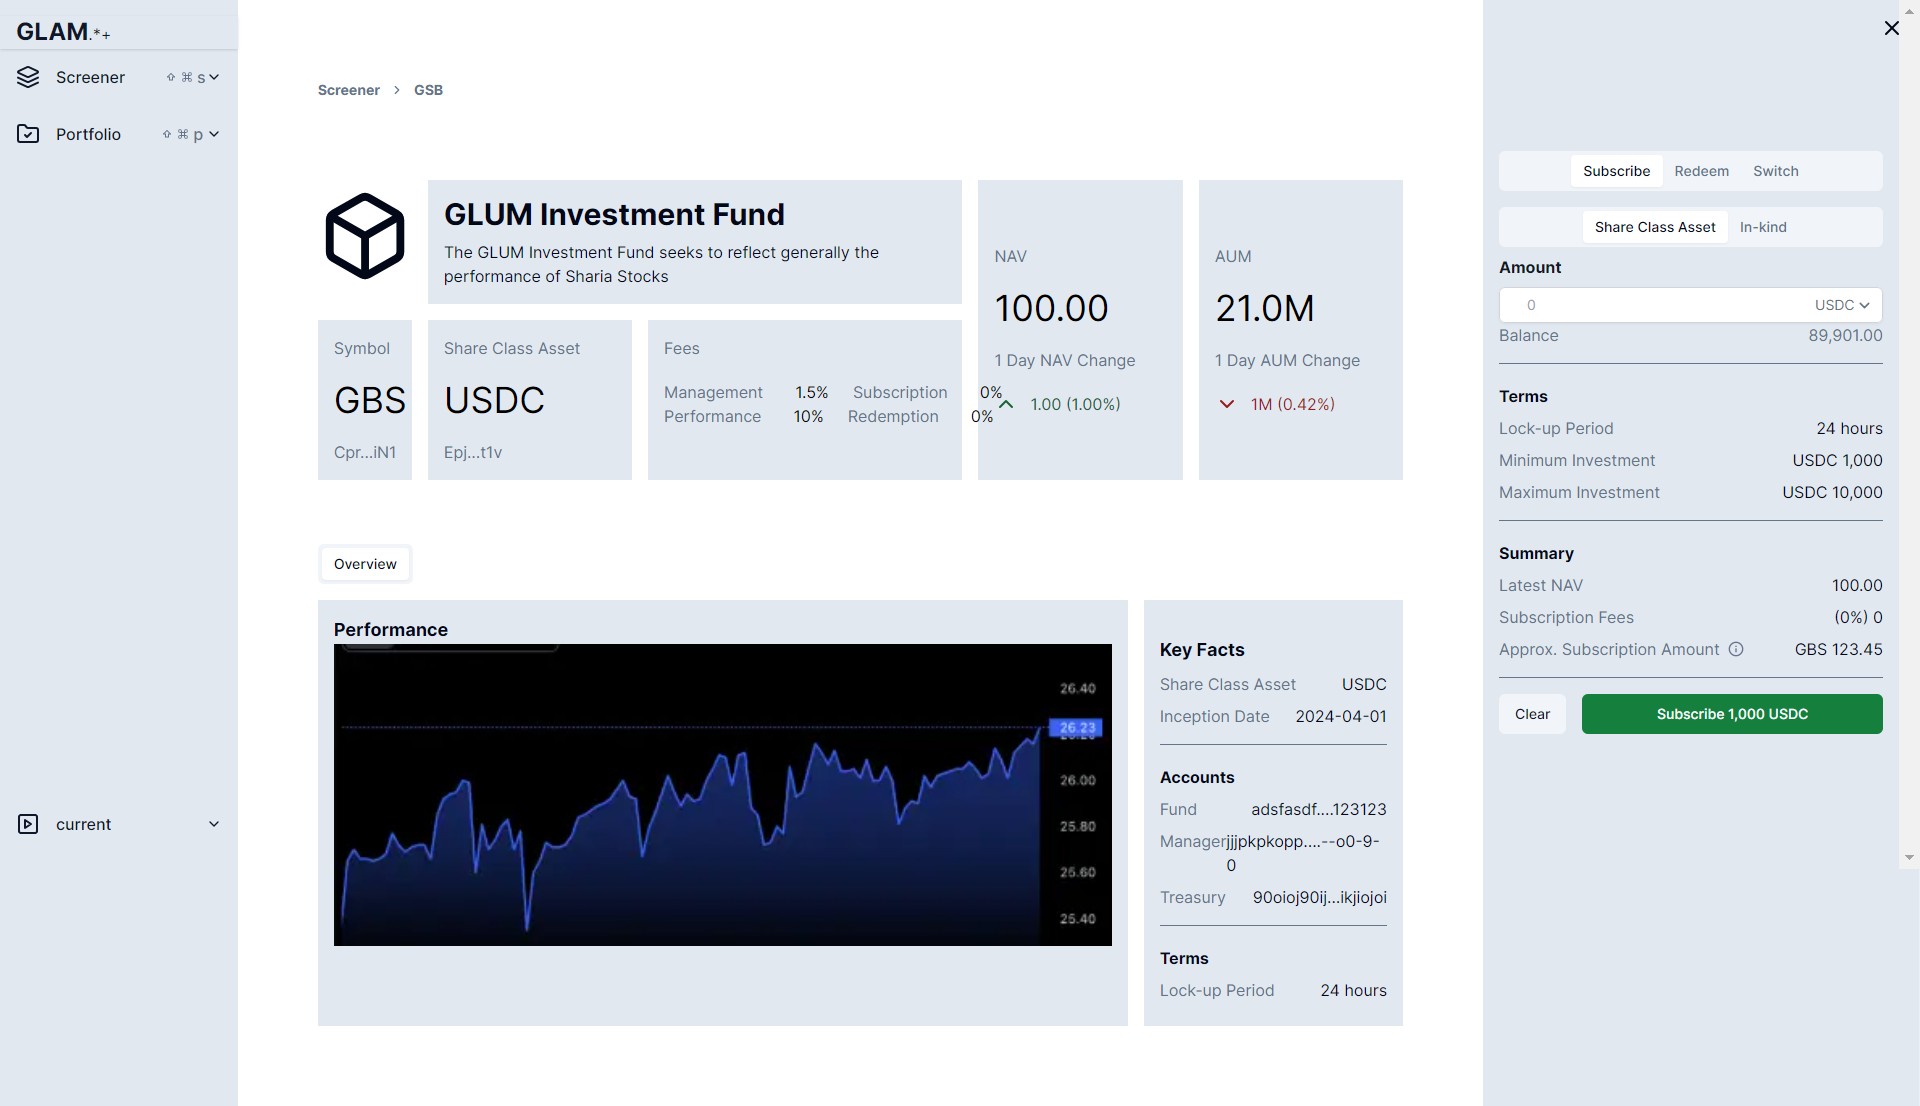 GLAM.*+
Screener ⇧ ⌘ s
Portfolio ⇧ ⌘ p
current
Screener > GSB
GLUM Investment Fund
The GLUM Investment Fund seeks to reflect generally the
performance of Sharia Stocks
Symbol
GBS
Cpr...iN1
Share Class Asset
USDC
Epj...t1v
Fees
Management 1.5% Subscription 0%
Performance 10% Redemption 0%
NAV
100.00
1 Day NAV Change
1.00 (1.00%)
AUM
21.0M
1 Day AUM Change
1M (0.42%)
Overview
Performance
26.40
26.23
26.00
25.80
25.60
25.40
Key Facts
Share Class Asset USDC
Inception Date 2024-04-01
Accounts
Fund adsfasdf....123123
Managerjjjpkpkopp....--o0-9-
0
Treasury 90oioj90ij...ikjiojoi
Terms
Lock-up Period 24 hours
Subscribe Redeem Switch
Share Class Asset In-kind
Amount
0 USDC
Balance 89,901.00
Terms
Lock-up Period 24 hours
Minimum Investment USDC 1,000
Maximum Investment USDC 10,000
Summary
Latest NAV 100.00
Subscription Fees (0%) 0
Approx. Subscription Amount GBS 123.45
Clear Subscribe 1,000 USDC